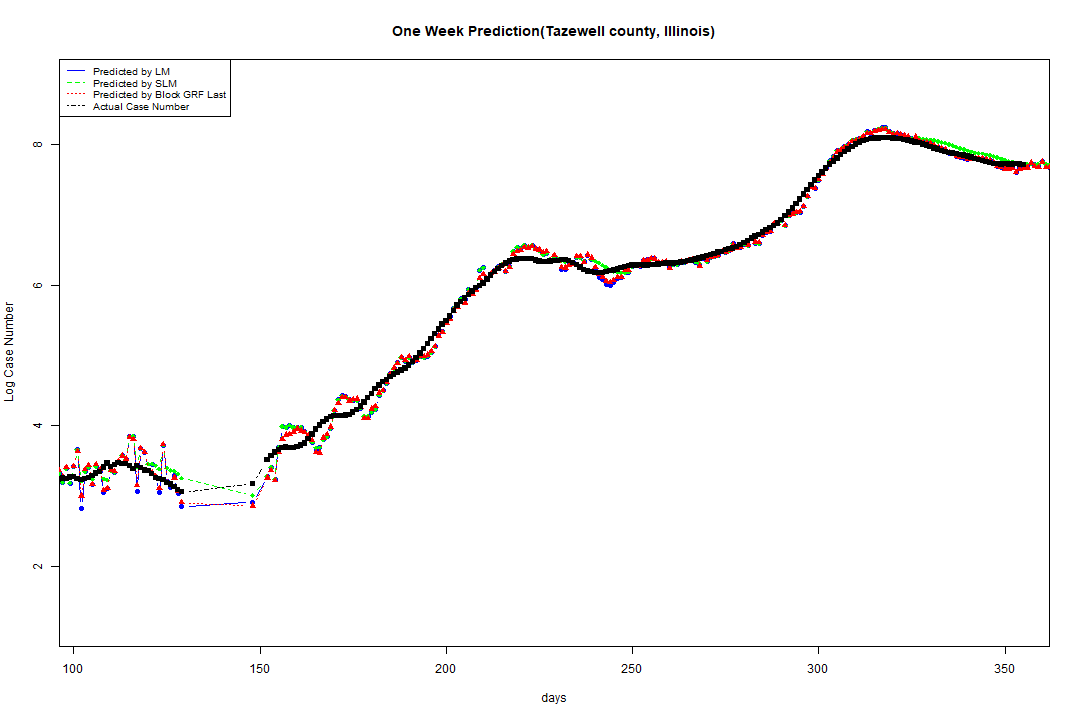 One Week Prediction(Tazewell county, Illinois)
Predicted by LM
Predicted by SLM
Predicted by Block GRF Last
Actual Case Number
8
6
4
2
Log Case Number
100
150
200
250
300
350
days